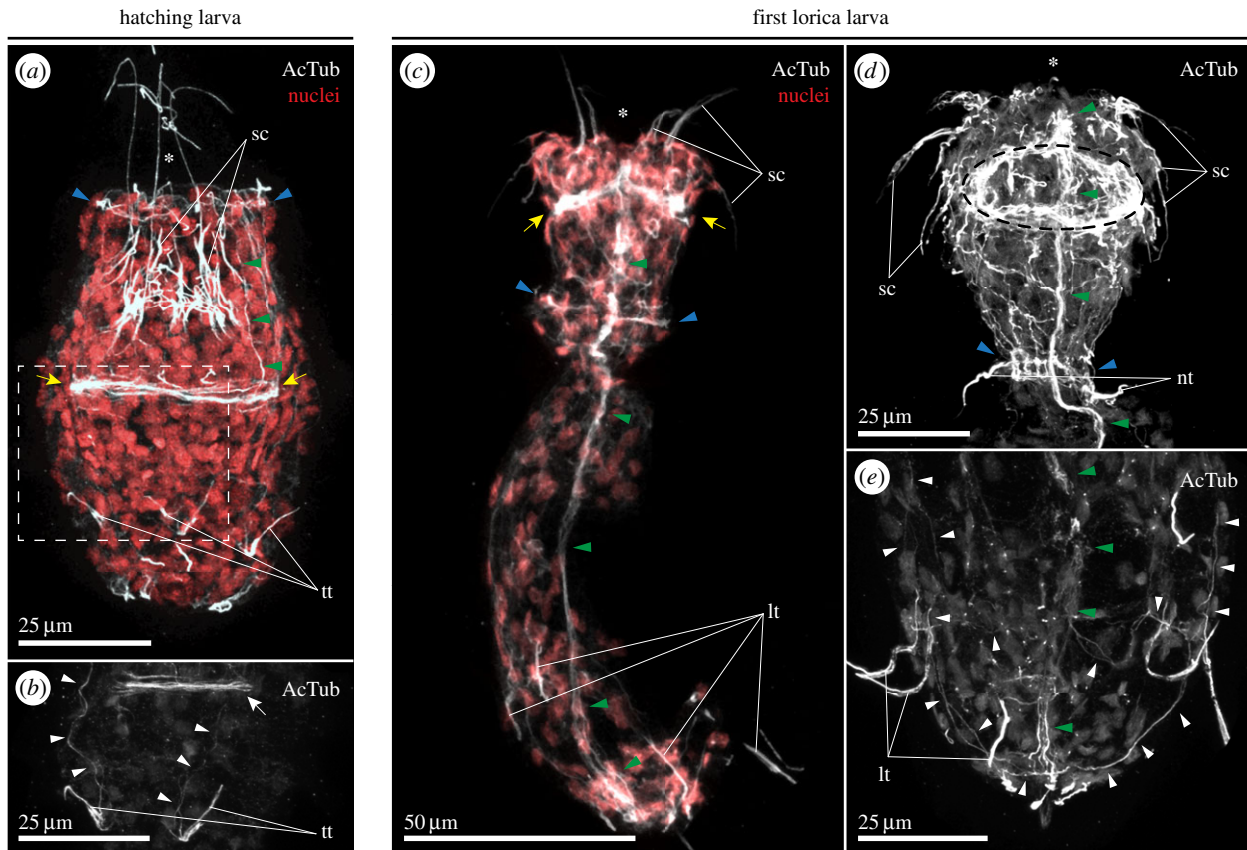 hatching larva
first lorica larva
(a)
AcTub
nuclei
sc
*
tt
25 µm
(b)
AcTub
tt
25 µm
(c)
AcTub
nuclei
*
sc
lt
50 µm
(d)
AcTub
*
sc
sc
nt
25 µm
(e)
AcTub
lt
25 µm